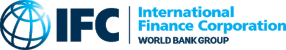 IFC
International
Finance Corporation
WORLD BANK GROUP